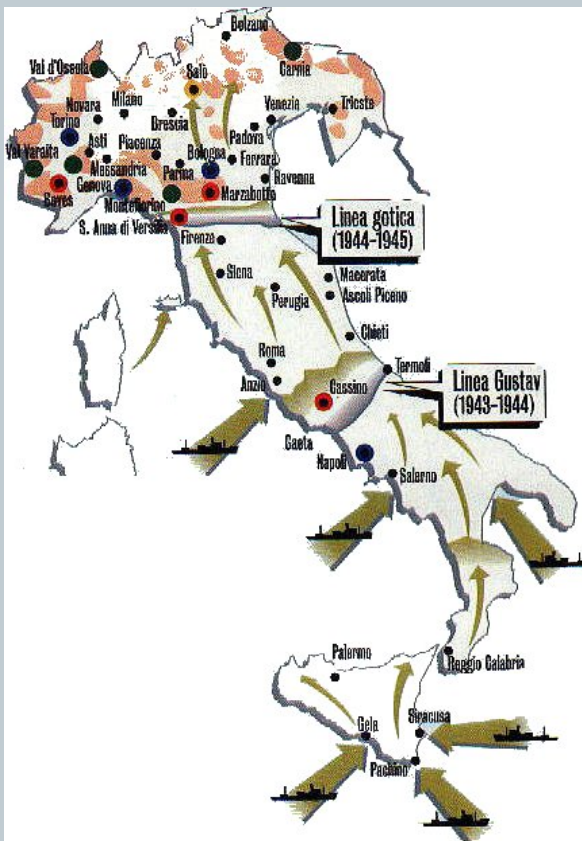 Bolzano
Val d'Ossola
Carnia
Salò
Novara
Milano
Venezia
Trieste
Torino
Brescia
Padova
Asti
Piacenza
Bologna
Val Varaita
Alessandria
Parma
Ferrara
Genova
Ravenna
Boves
Montefiorino
Marzabotto
S. Anna di Versilia
Linea gotica
(1944-1945)
Firenze
Siena
Macerata
Perugia
Ascoli Piceno
Chieti
Roma
Termoli
Anzio
Cassino
Linea Gustav
(1943-1944)
Gaeta
Napoli
Salerno
Palermo
Reggio Calabria
Gela
Siracusa
Pachino